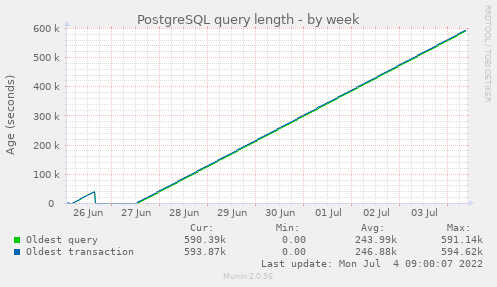 PostgreSQL query length - by week
RRDTOOL / TOBI OETIKER
Age (seconds)
600 k
500 k
400 k
300 k
200 k
100 k
0
26 Jun 27 Jun 28 Jun 29 Jun 30 Jun 01 Jul 02 Jul 03 Jul
Cur: Min: Avg: Max:
Oldest query 590.39k 0.00 243.99k 591.14k
Oldest transaction 593.87k 0.00 246.88k 594.62k
Last update: Mon Jul 4 09:00:07 2022
Munin 2.0.56